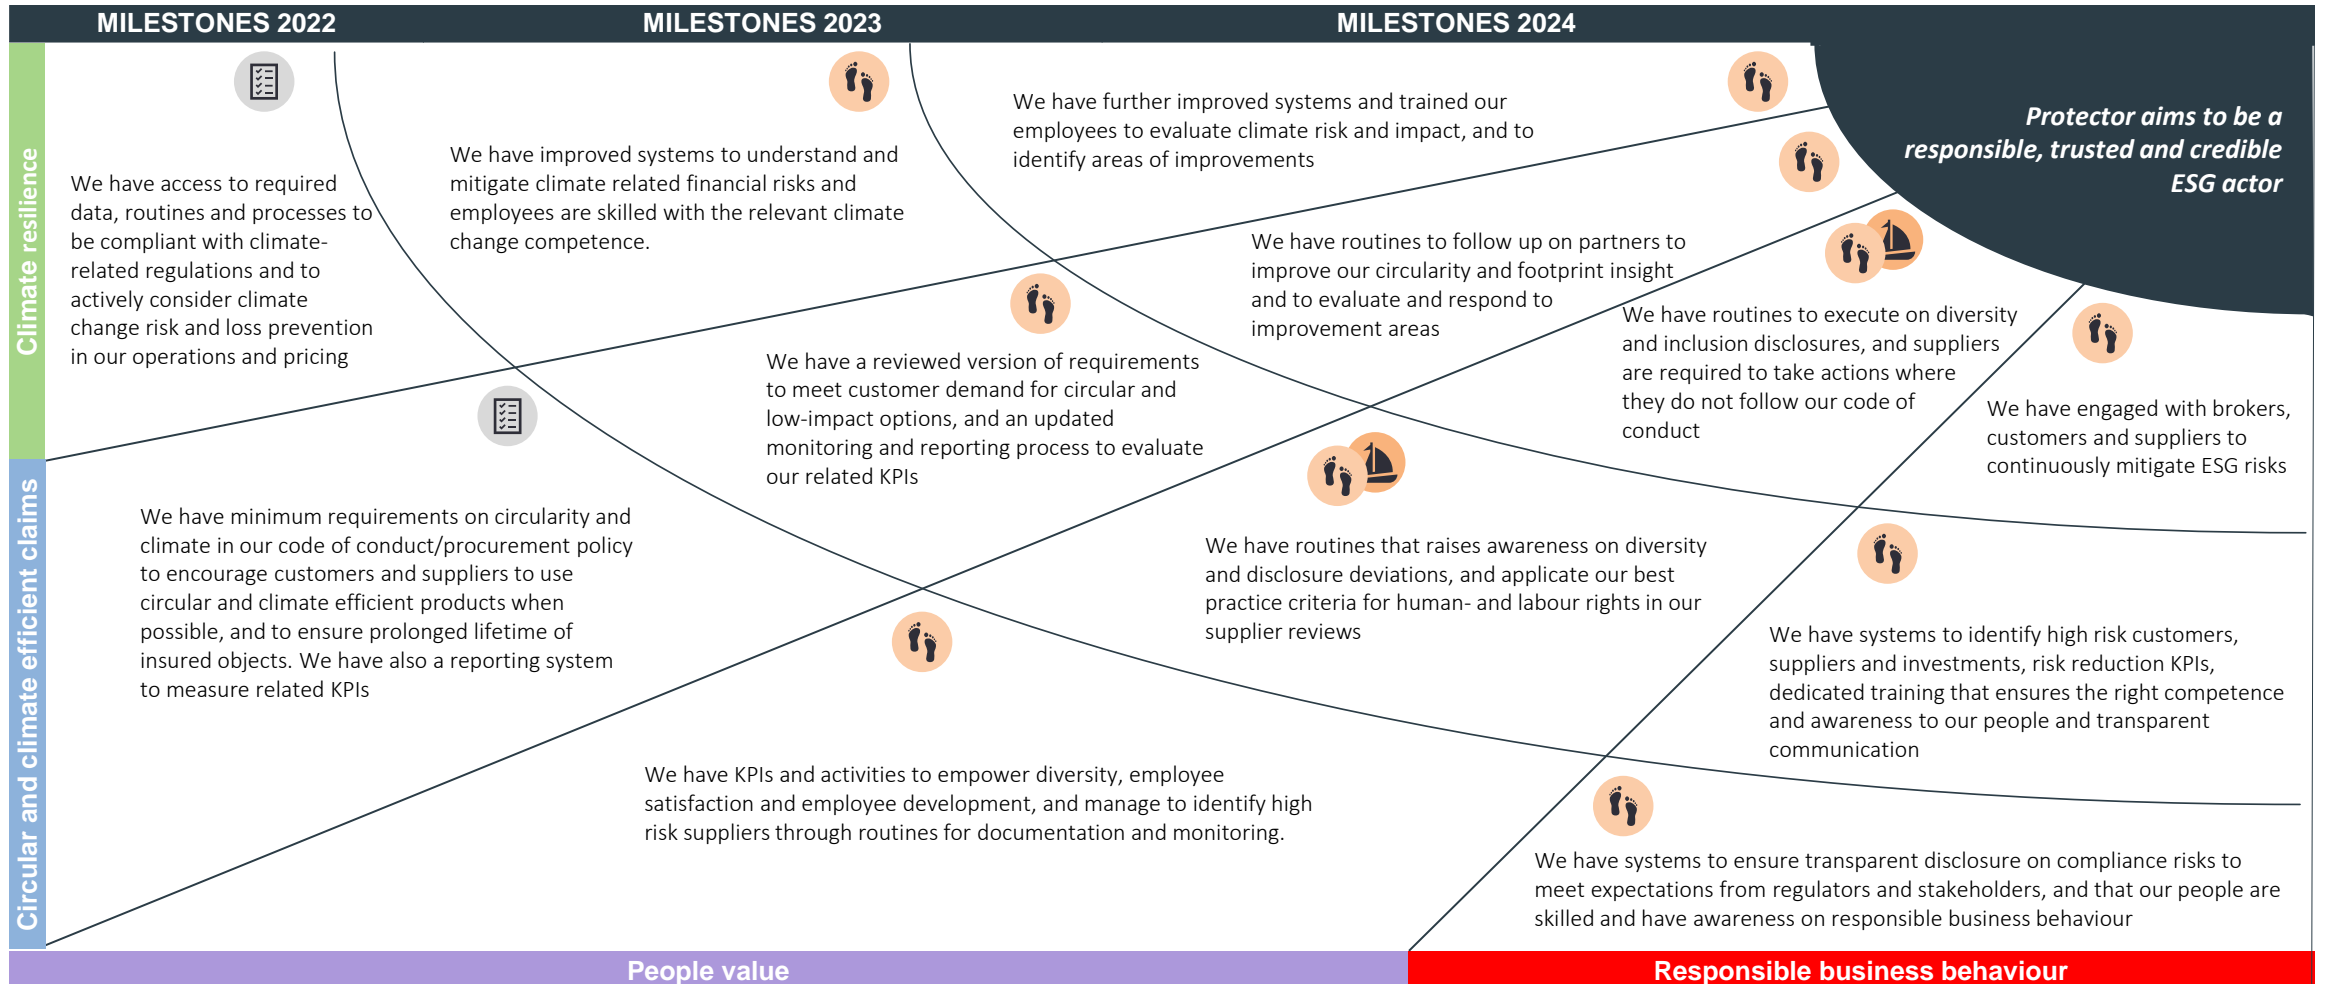 MILESTONES 2022
MILESTONES 2023
MILESTONES 2024
Protector aims to be a
responsible, trusted and credible
ESG actor
Climate resilience
We have access to required
data, routines and processes to
be compliant with climate-
related regulations and to
actively consider climate
change risk and loss prevention
in our operations and pricing
We have improved systems to understand and
mitigate climate related financial risks and
employees are skilled with the relevant climate
change competence.
We have further improved systems and trained our
employees to evaluate climate risk and impact, and to
identify areas of improvements
Circular and climate efficient claims
We have minimum requirements on circularity and
climate in our code of conduct/procurement policy
to encourage customers and suppliers to use
circular and climate efficient products when
possible, and to ensure prolonged lifetime of
insured objects. We have also a reporting system
to measure related KPIs
We have a reviewed version of requirements
to meet customer demand for circular and
low-impact options, and an updated
monitoring and reporting process to evaluate
our related KPIs
We have routines to follow up on partners to
improve our circularity and footprint insight
and to evaluate and respond to
improvement areas
We have KPIs and activities to empower diversity, employee
satisfaction and employee development, and manage to identify high
risk suppliers through routines for documentation and monitoring.
We have routines that raises awareness on diversity
and disclosure deviations, and applicate our best
practice criteria for human- and labour rights in our
supplier reviews
We have routines to execute on diversity
and inclusion disclosures, and suppliers
are required to take actions where
they do not follow our code of
conduct
We have systems to ensure transparent disclosure on compliance risks to
meet expectations from regulators and stakeholders, and that our people are
skilled and have awareness on responsible business behaviour
We have systems to identify high risk customers,
suppliers and investments, risk reduction KPIs,
dedicated training that ensures the right competence
and awareness to our people and transparent
communication
We have engaged with brokers,
customers and suppliers to
continuously mitigate ESG risks
People value
Responsible business behaviour